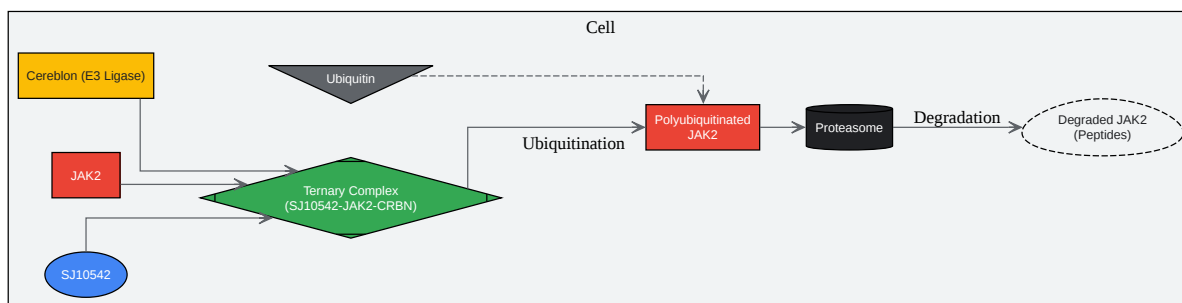 Cell
Cereblon (E3 Ligase)
Ubiquitin
Polyubiquitinated
JAK2
Proteasome
Degradation
Degraded JAK2
(Peptides)
Ubiquitination
JAK2
Ternary Complex
(SJ10542-JAK2-CRBN)
SJ10542